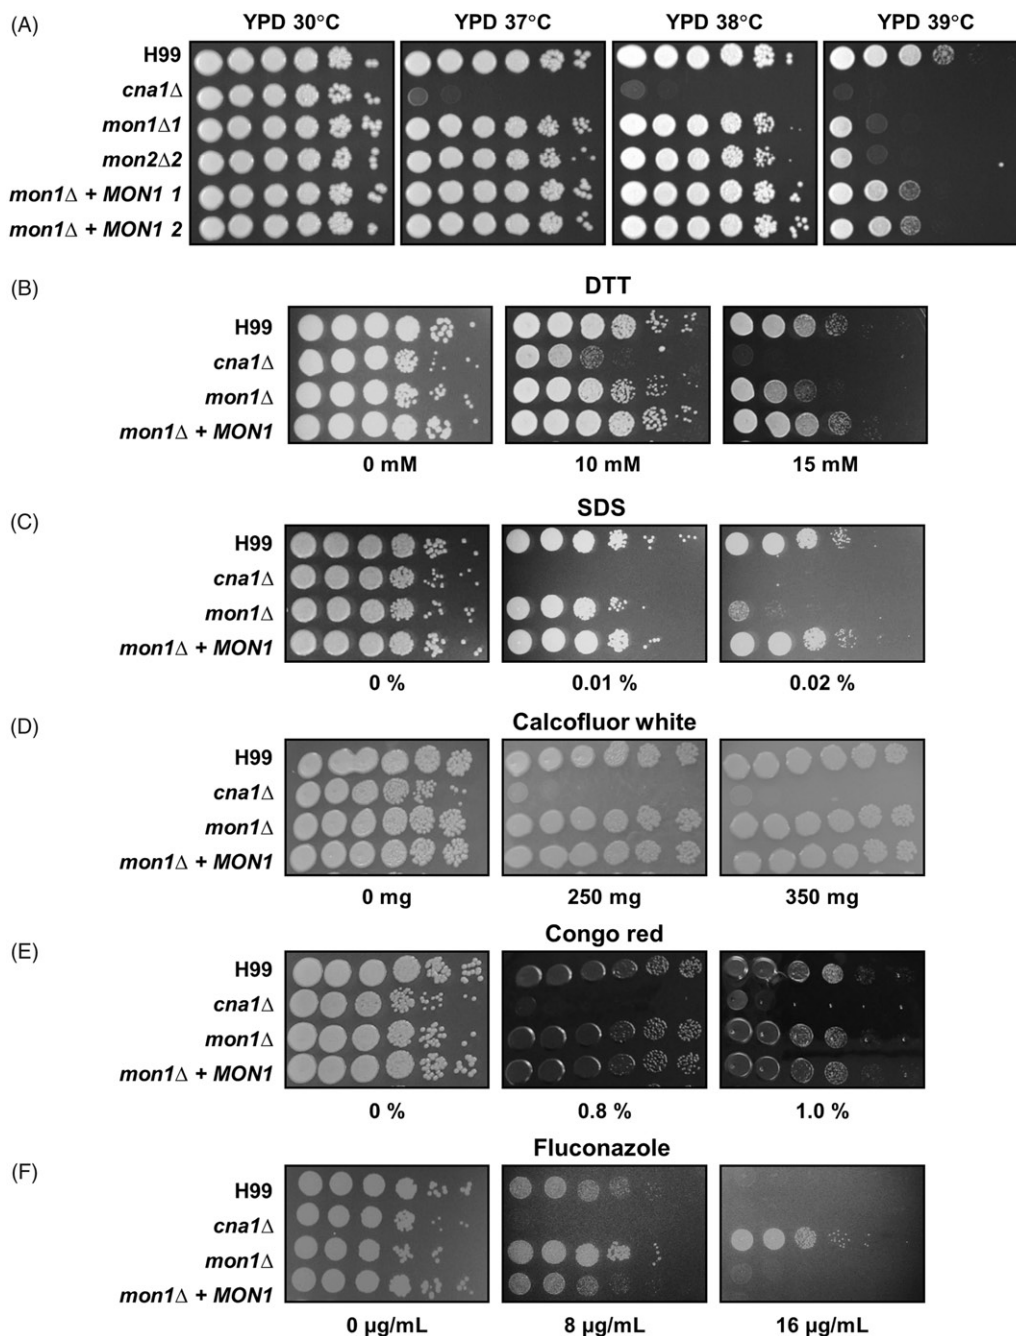 (A)
YPD 30°C YPD 37°C YPD 38°C YPD 39°C
H99
cna1Δ
mon1Δ1
mon2Δ2
mon1Δ + MON1 1
mon1Δ + MON1 2
(B)
DTT
H99
cna1Δ
mon1Δ
mon1Δ + MON1
0 mM 10 mM 15 mM
(C)
SDS
H99
cna1Δ
mon1Δ
mon1Δ + MON1
0 % 0.01 % 0.02 %
(D)
Calcofluor white
H99
cna1Δ
mon1Δ
mon1Δ + MON1
0 mg 250 mg 350 mg
(E)
Congo red
H99
cna1Δ
mon1Δ
mon1Δ + MON1
0 % 0.8 % 1.0 %
(F)
Fluconazole
H99
cna1Δ
mon1Δ
mon1Δ + MON1
0 µg/mL 8 µg/mL 16 µg/mL